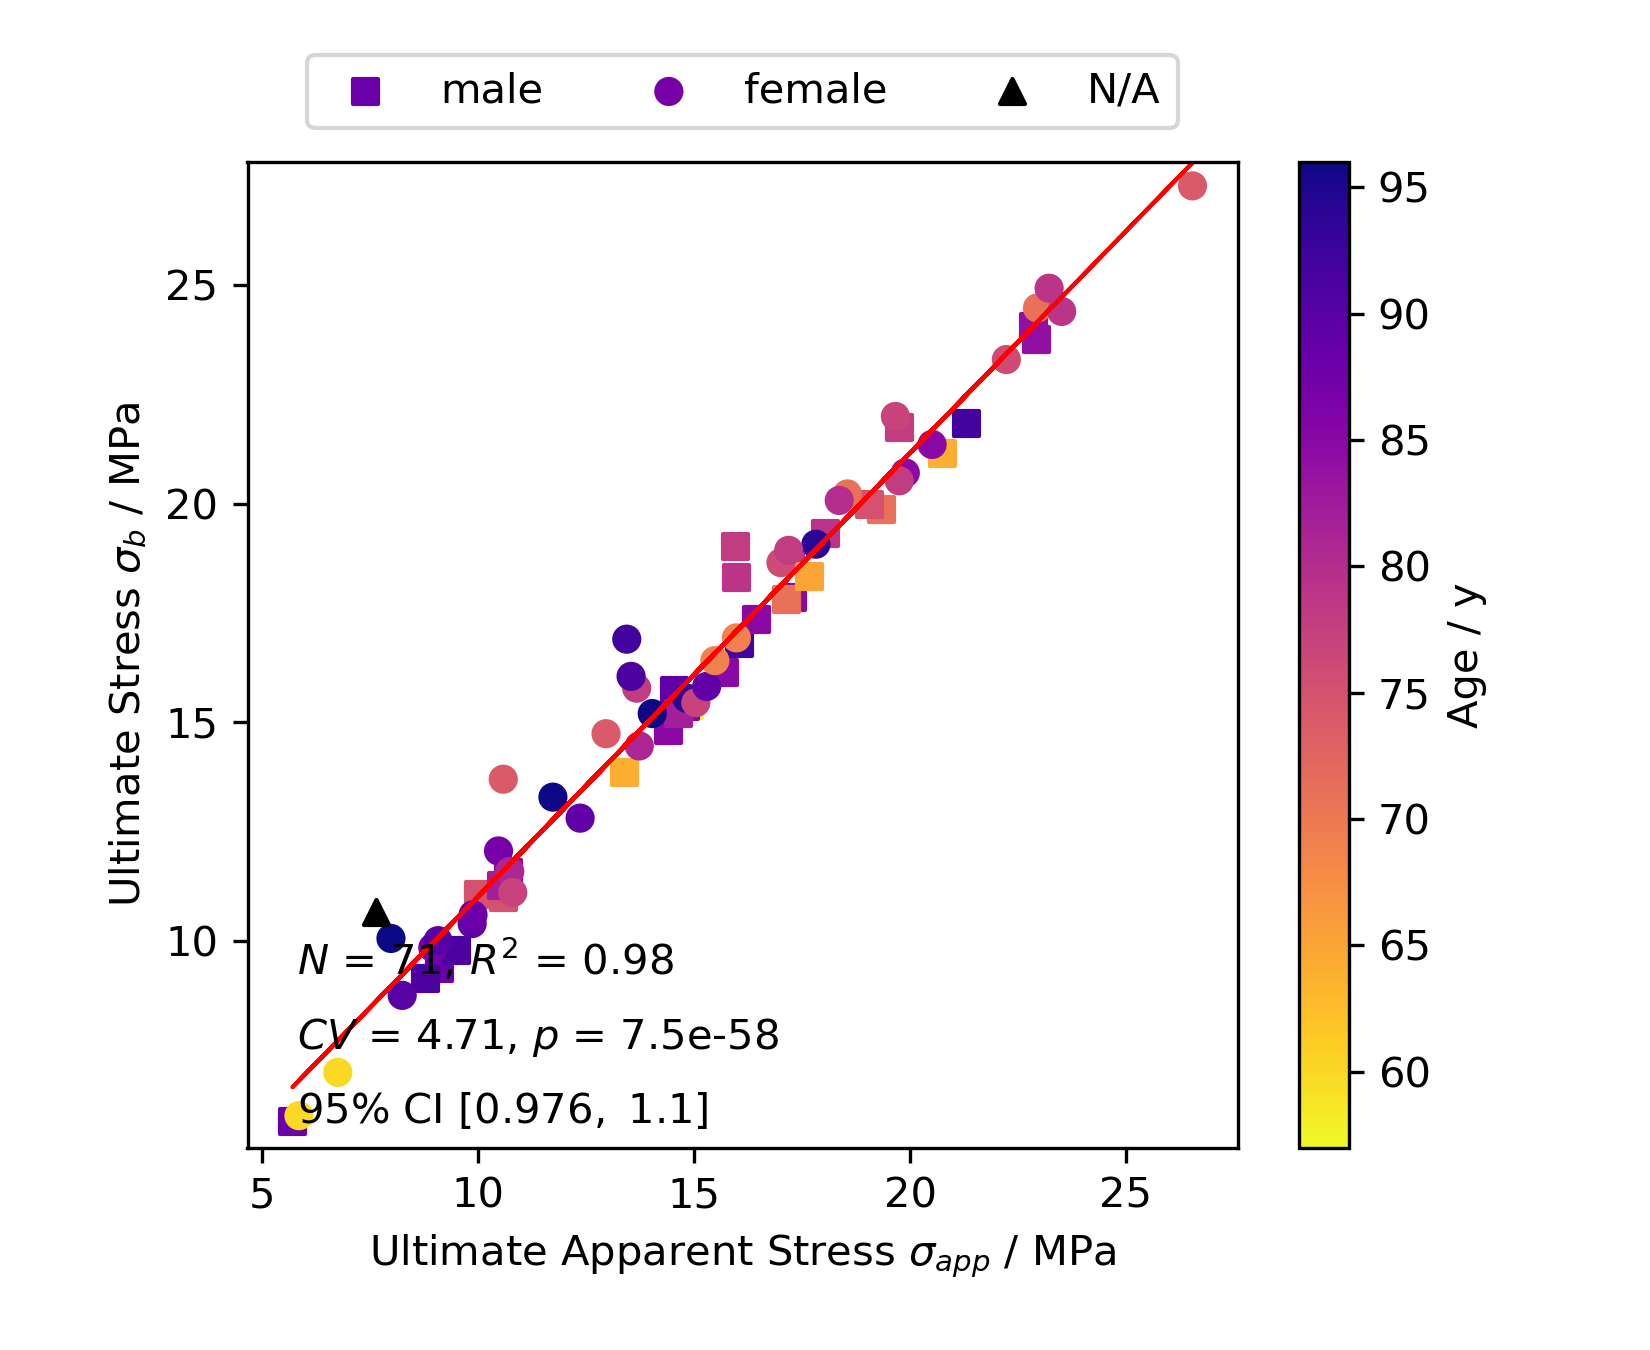 male female N/A
25
20
15
10
Ultimate Stress σb / MPa
N = 71, R² = 0.98
CV = 4.71, p = 7.5e-58
95% CI [0.976, 1.1]
5 10 15 20 25
Ultimate Apparent Stress σapp / MPa
95
90
85
80
75
70
65
60
Age / y